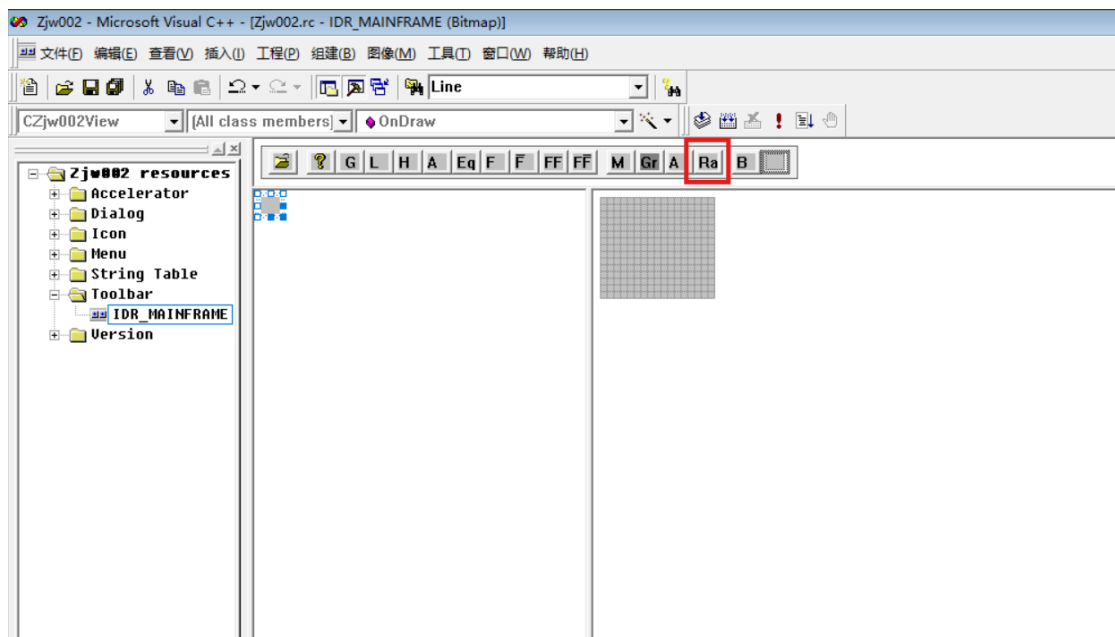 Zjw002 - Microsoft Visual C++ - [Zjw002.rc - IDR_MAINFRAME (Bitmap)]
文件(F) 编辑(E) 查看(V) 插入(I) 工程(P) 组建(B) 图像(M) 工具(T) 窗口(W) 帮助(H)
Line
CZjw002View [All class members] OnDraw
? G L H A Eq F F̅ FF FF̅ M Gr A Ra B
Zjw002 resources
Accelerator
Dialog
Icon
Menu
String Table
Toolbar
IDR_MAINFRAME
Version